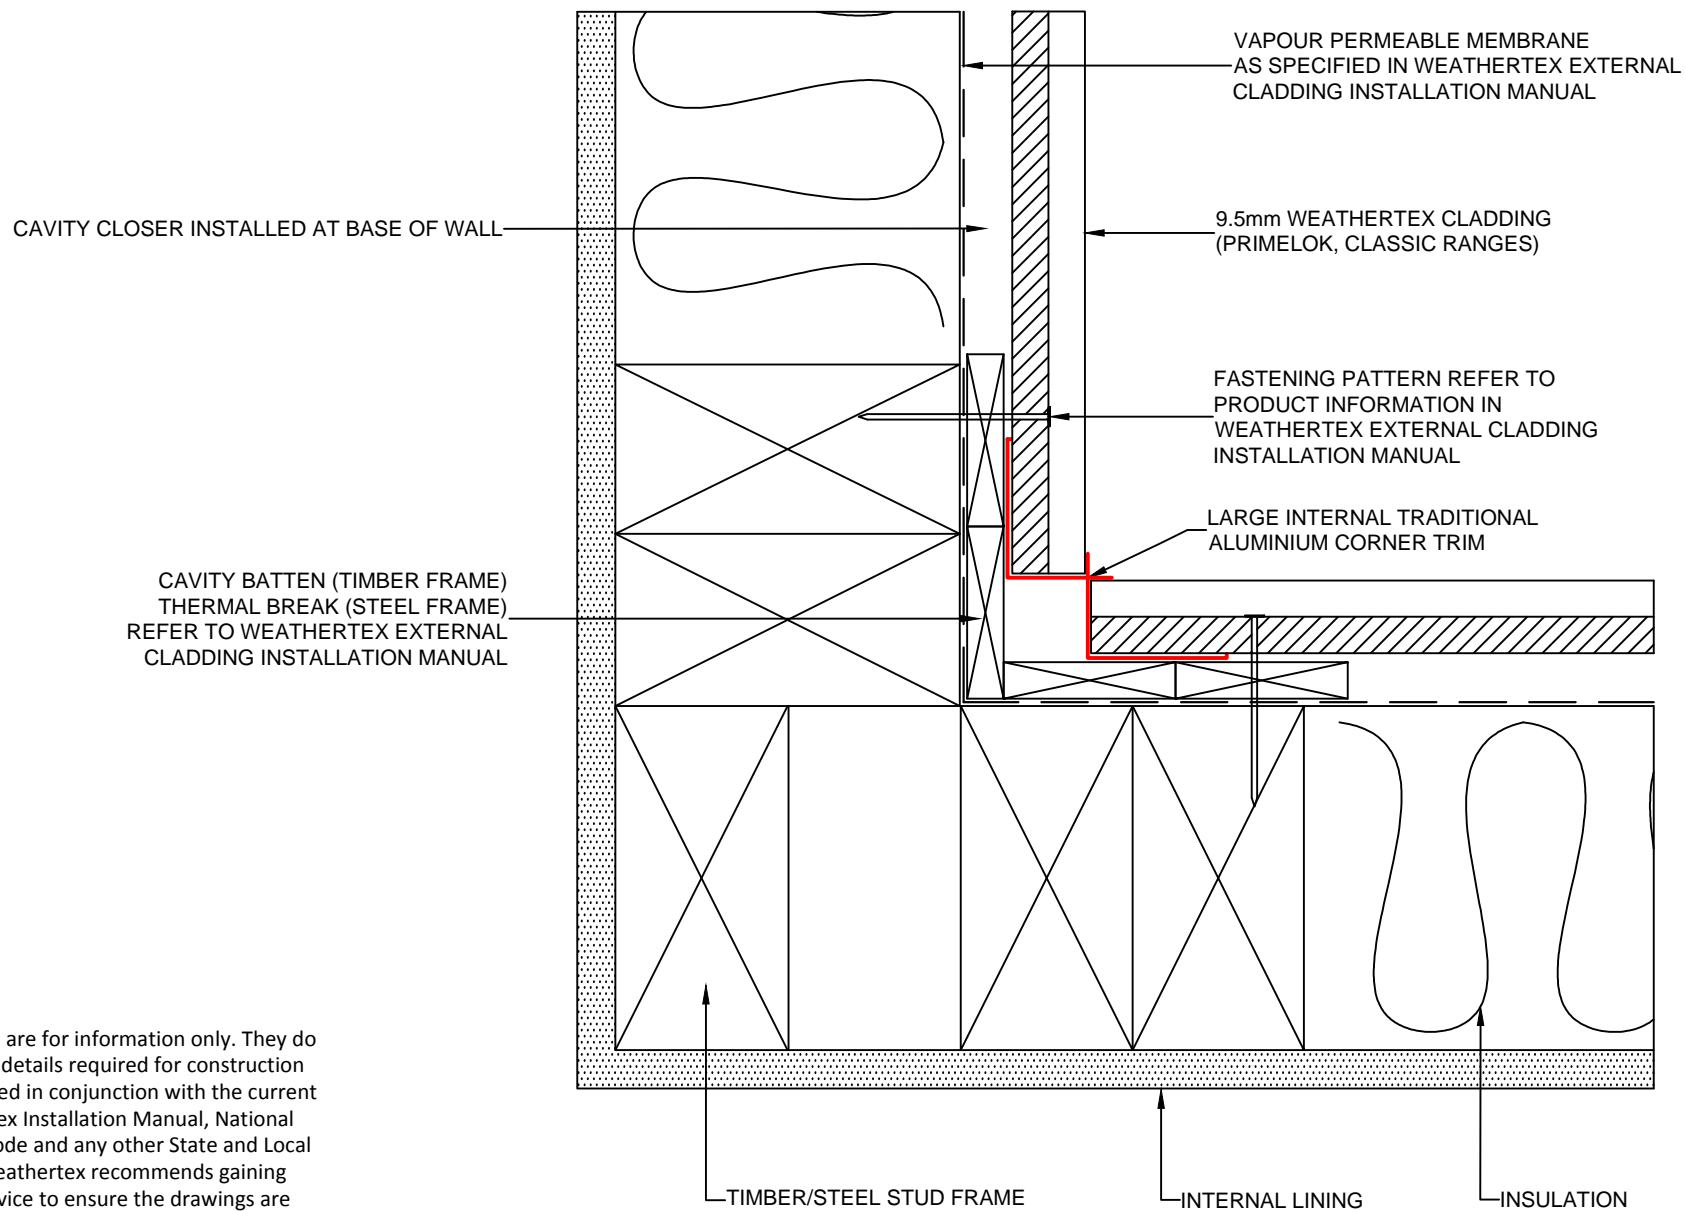 VAPOUR PERMEABLE MEMBRANE
AS SPECIFIED IN WEATHERTEX EXTERNAL
CLADDING INSTALLATION MANUAL
CAVITY CLOSER INSTALLED AT BASE OF WALL
9.5mm WEATHERTEX CLADDING
(PRIMELOK, CLASSIC RANGES)
FASTENING PATTERN REFER TO
PRODUCT INFORMATION IN
WEATHERTEX EXTERNAL CLADDING
INSTALLATION MANUAL
LARGE INTERNAL TRADITIONAL
ALUMINIUM CORNER TRIM
CAVITY BATTEN (TIMBER FRAME)
THERMAL BREAK (STEEL FRAME)
REFER TO WEATHERTEX EXTERNAL
CLADDING INSTALLATION MANUAL
are for information only. They do
details required for construction
ed in conjunction with the current
ex Installation Manual, National
ode and any other State and Local
eathertex recommends gaining
vice to ensure the drawings are
TIMBER/STEEL STUD FRAME
INTERNAL LINING
INSULATION